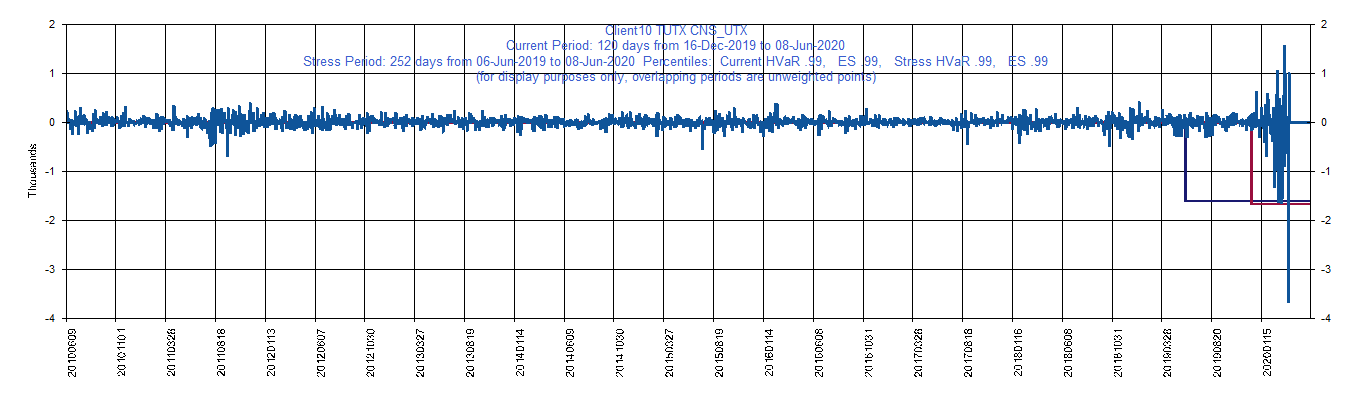 Client10 TUTX CNS_UTX
Current Period: 120 days from 16-Dec-2019 to 08-Jun-2020
Stress Period: 252 days from 06-Jun-2019 to 08-Jun-2020 Percentiles: Current HVaR .99, ES .99, Stress HVaR .99, ES .99
(for display purposes only, overlapping periods are unweighted points)
2 2
1 1
0 0
-1 -1
-2 -2
-3 -3
-4 -4
Thousands
20100609 20101101 20110328 20110818 20120113 20120607 20121030 20130327 20130819 20140114 20140609 20141030 20150327 20150819 20160114 20160608 20161031 20170328 20170818 20180116 20180608 20181031 20190328 20190820 20200115